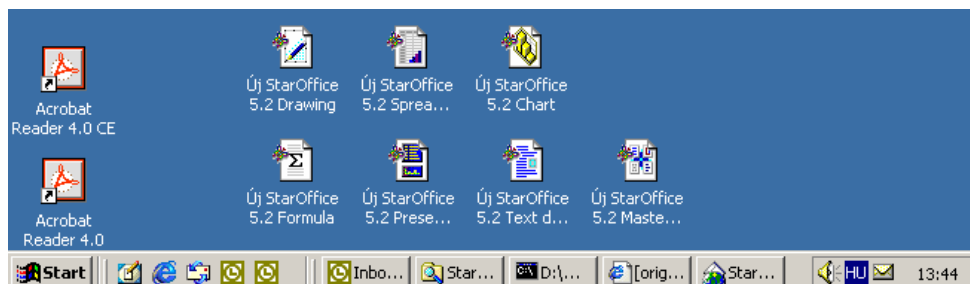 Acrobat
Reader 4.0 CE
Új StarOffice
5.2 Drawing
Új StarOffice
5.2 Sprea...
Új StarOffice
5.2 Chart
Acrobat
Reader 4.0
Új StarOffice
5.2 Formula
Új StarOffice
5.2 Prese...
Új StarOffice
5.2 Text d...
Új StarOffice
5.2 Maste...
Start
Inbo...
Star...
D:\...
[orig...
Star...
HU
13:44